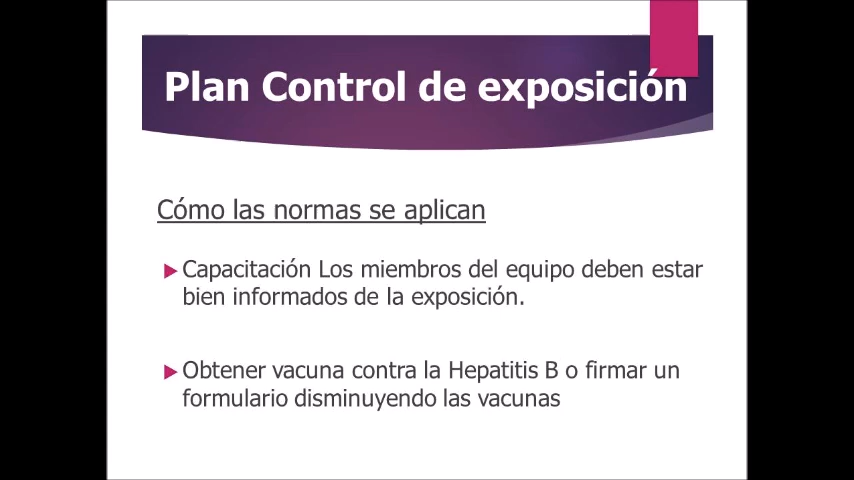 Plan Control de exposición
Cómo las normas se aplican
Capacitación Los miembros del equipo deben estar
bien informados de la exposición.
Obtener vacuna contra la Hepatitis B o firmar un
formulario disminuyendo las vacunas